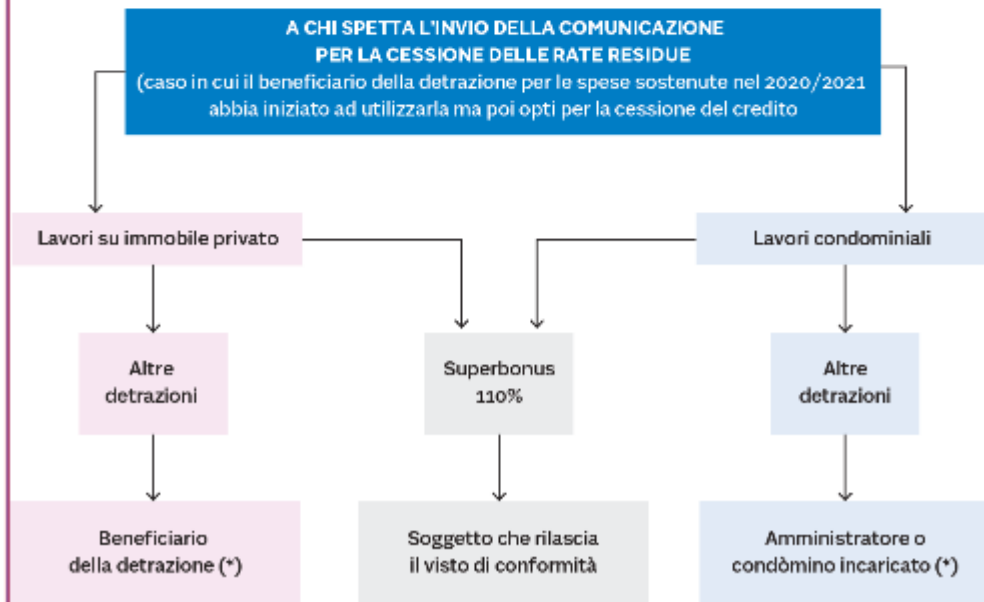 A CHI SPETTA L'INVIO DELLA COMUNICAZIONE
PER LA CESSIONE DELLE RATE RESIDUE
(caso in cui il beneficiario della detrazione per le spese sostenute nel 2020/2021
abbia iniziato ad utilizzarla ma poi opti per la cessione del credito
Lavori su immobile privato
Lavori condominiali
Altre
detrazioni
Superbonus
110%
Altre
detrazioni
Beneficiario
della detrazione (*)
Soggetto che rilascia
il visto di conformità
Amministratore o
condòmino incaricato (*)